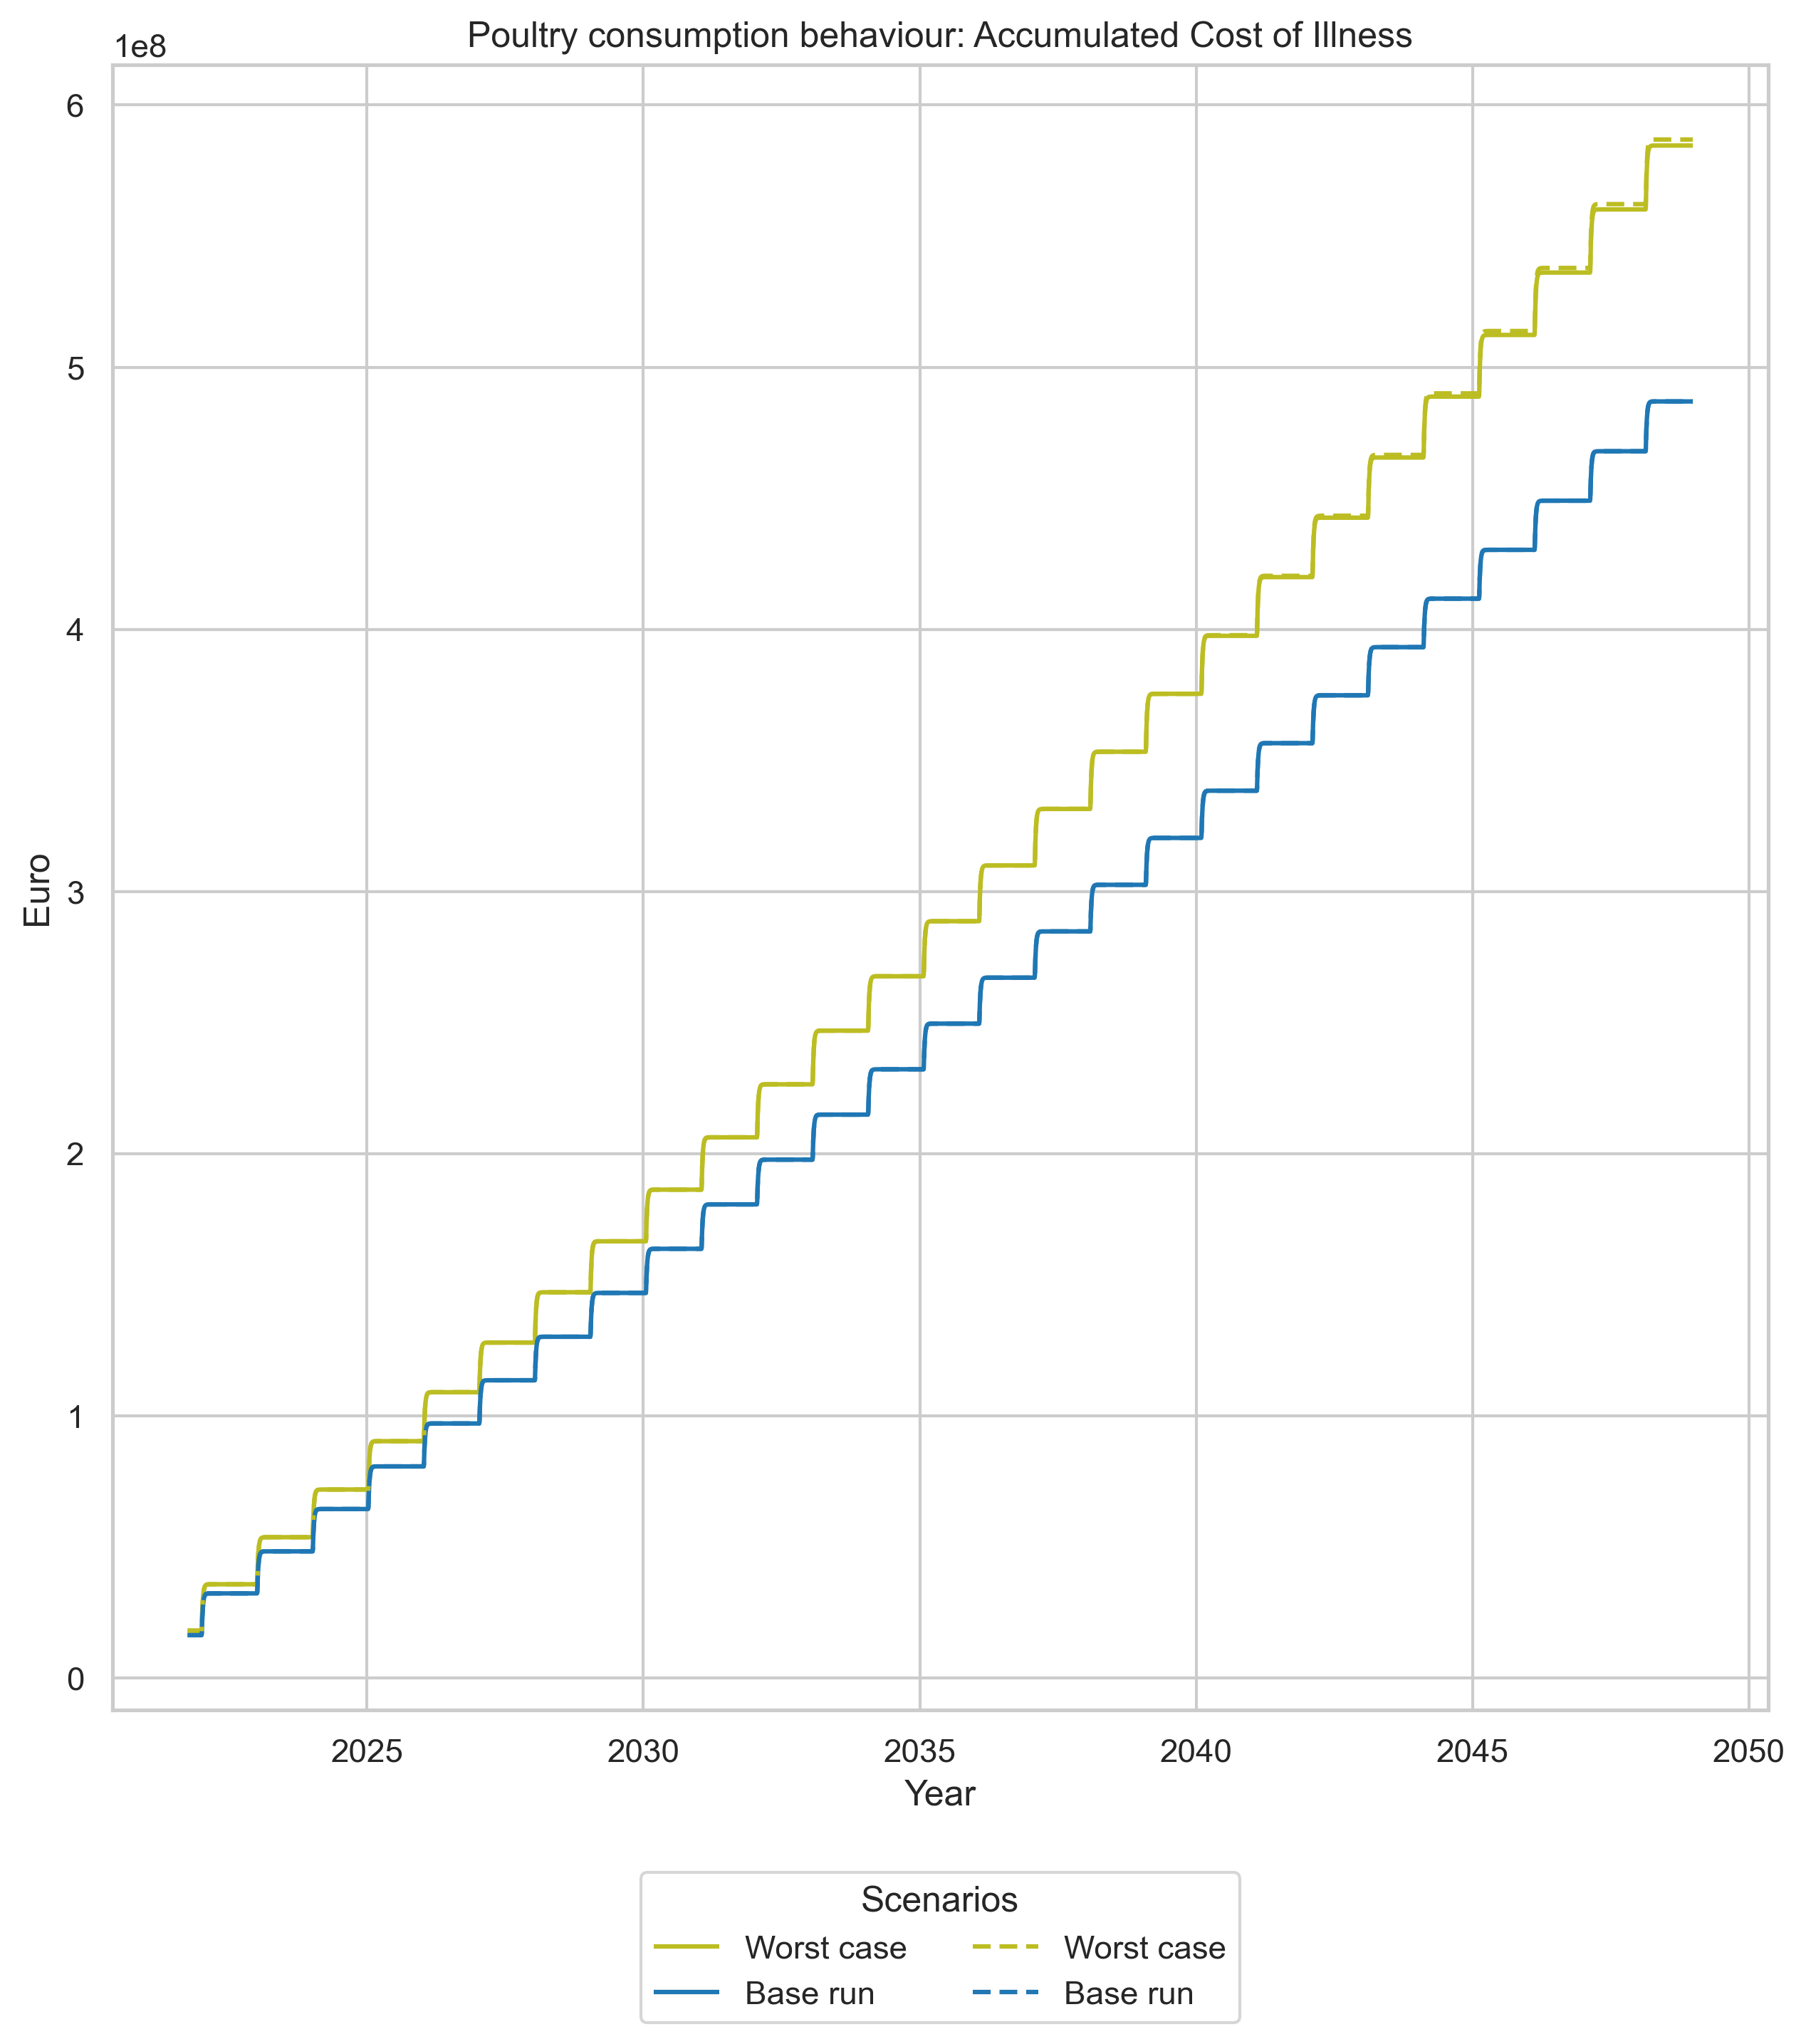 Poultry consumption behaviour: Accumulated Cost of Illness
1e8
6
5
4
3
2
1
0
Euro
2025 2030 2035 2040 2045 2050
Year
Scenarios
Worst case Worst case
Base run Base run